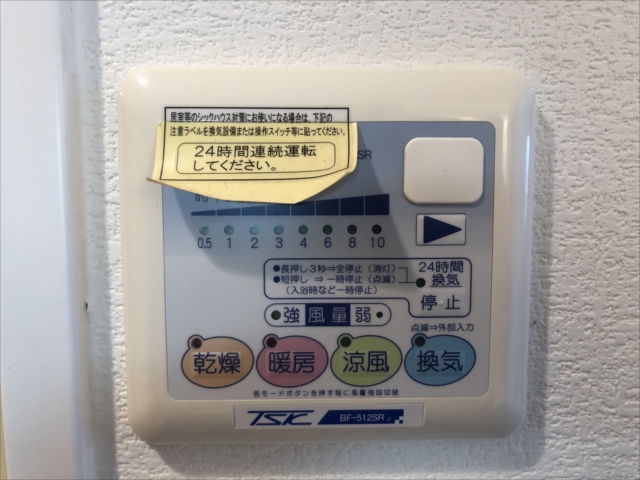 居室等のシックハウス対策にお使いになる場合は、下記の
注意ラベルを換気設備または操作スイッチ等に貼ってください。
24時間連続運転
してください。
SR
0.5 1 2 3 4 6 8 10
●長押し3秒⇒全停止（消灯）
●短押し ⇒一時停止（点滅）
（入浴時など一時停止）
24時間
換気
停止
強 風量 弱
点滅⇒外部入力
乾燥 暖房 涼風 換気
各モードボタンを押す毎に風量強弱切替
TSK BF-512SR